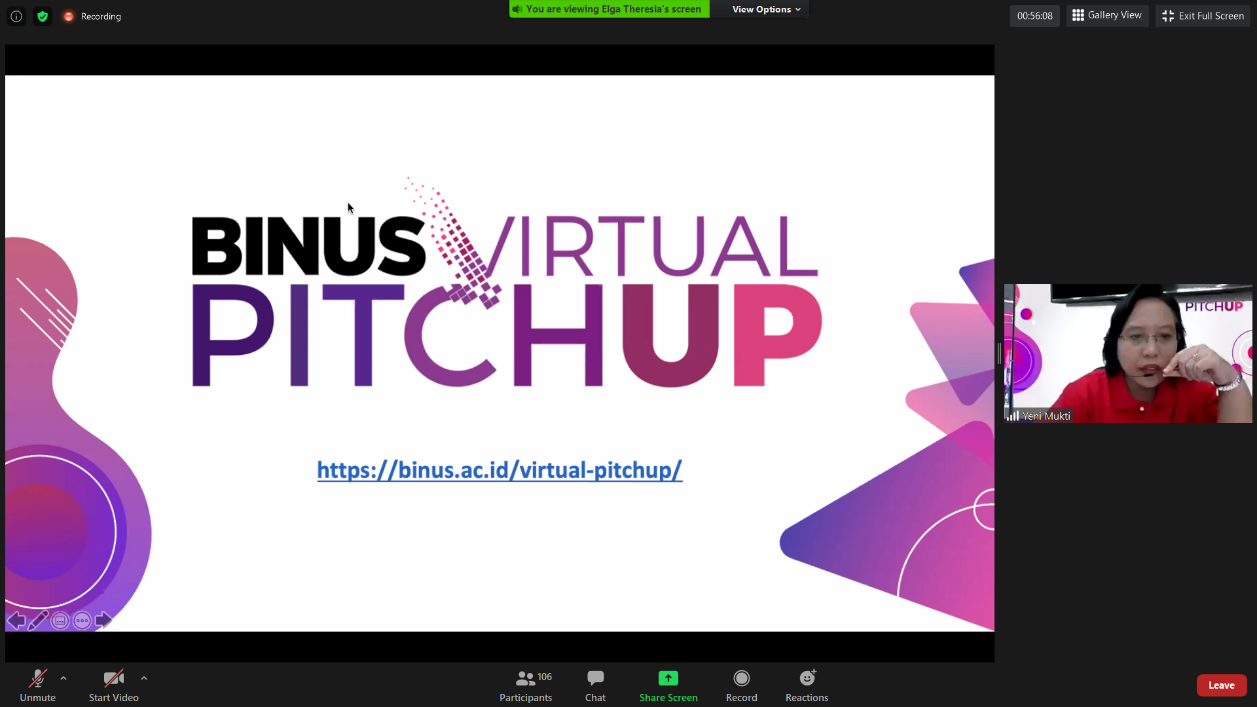 Recording
You are viewing Elga Theresia's screen
View Options
00:56:08
Gallery View
Exit Full Screen
BINUS VIRTUAL
PITCHUP
https://binus.ac.id/virtual-pitchup/
PITCHUP
Yeni Mukti
Unmute
Start Video
Participants
106
Chat
Share Screen
Record
Reactions
Leave